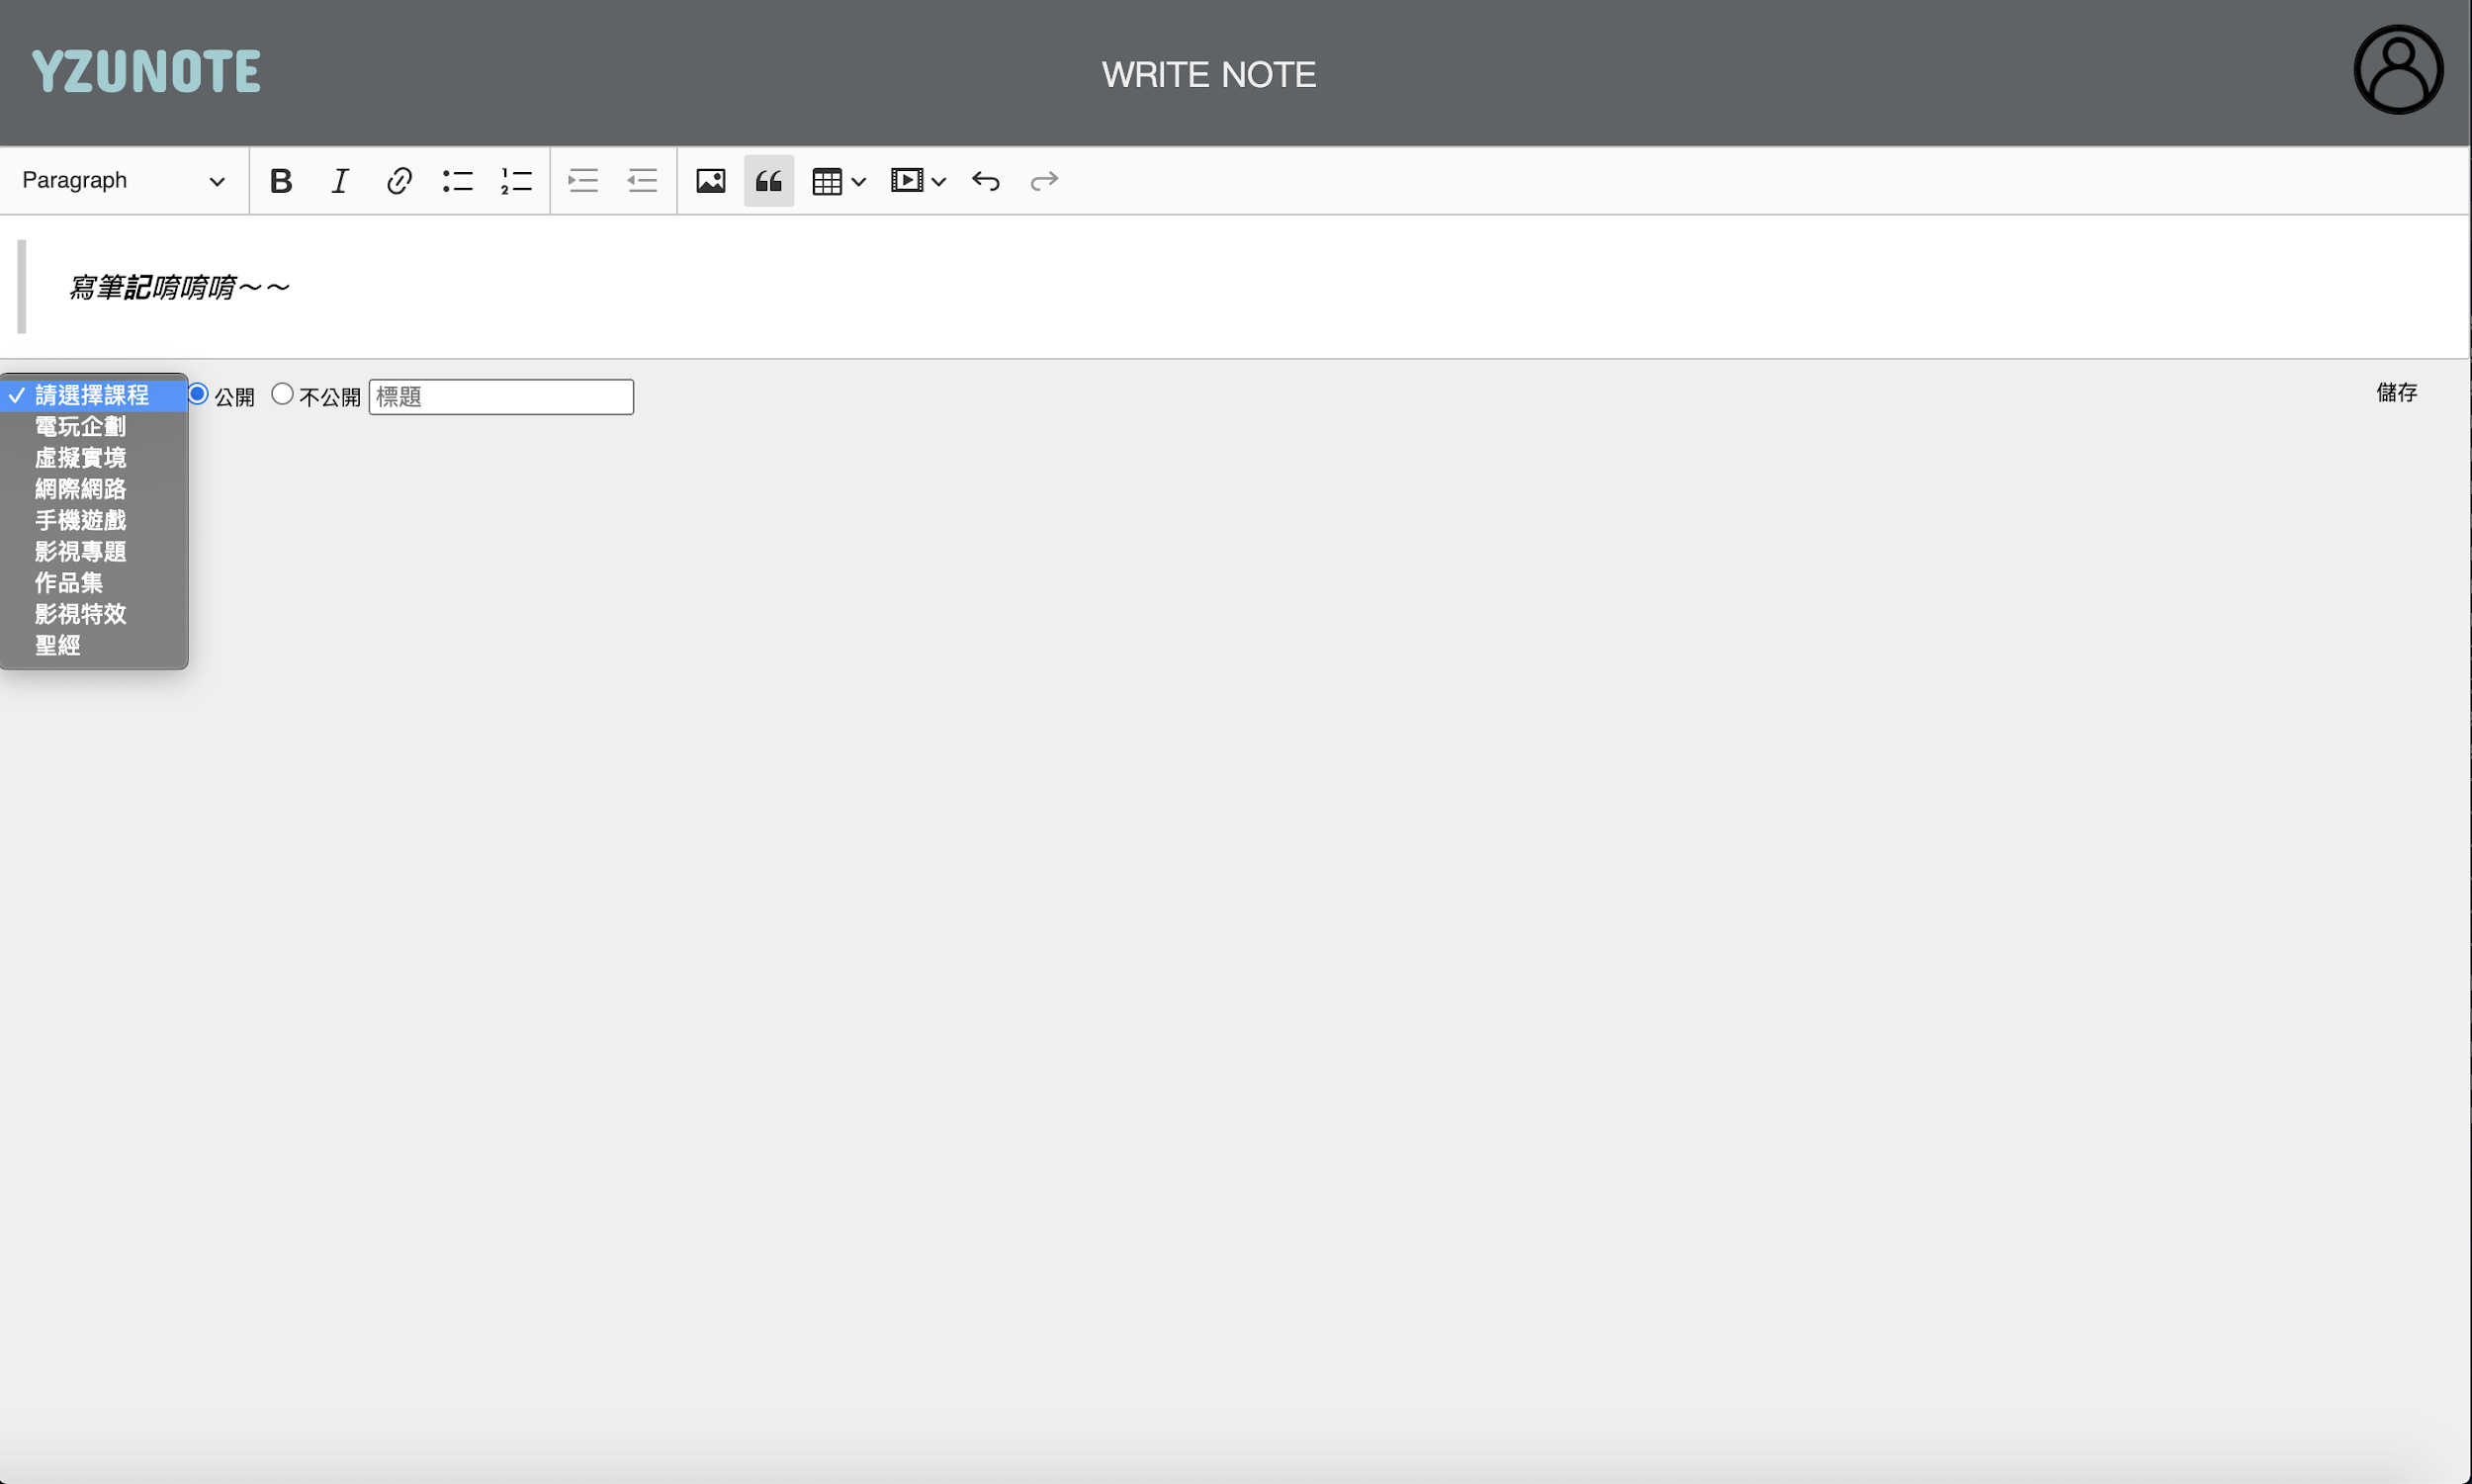 YZUNOTE
WRITE NOTE
Paragraph
寫筆記唷唷唷～～
請選擇課程
公開
不公開
標題
儲存
電玩企劃
虛擬實境
網際網路
手機遊戲
影視專題
作品集
影視特效
聖經